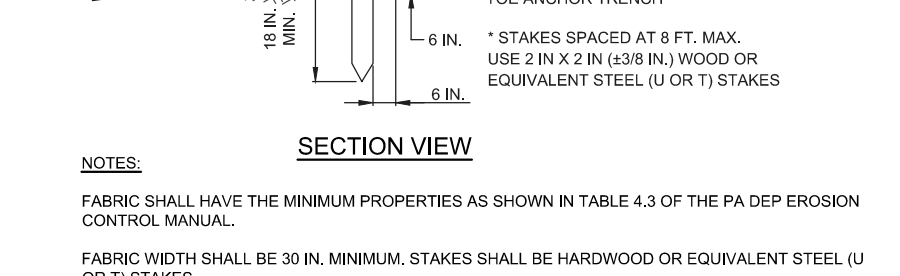 TOE ANCHOR TRENCH
18 IN.
MIN.
6 IN.
* STAKES SPACED AT 8 FT. MAX.
USE 2 IN X 2 IN (±3/8 IN.) WOOD OR
EQUIVALENT STEEL (U OR T) STAKES
6 IN.
SECTION VIEW
NOTES:
FABRIC SHALL HAVE THE MINIMUM PROPERTIES AS SHOWN IN TABLE 4.3 OF THE PA DEP EROSION
CONTROL MANUAL.
FABRIC WIDTH SHALL BE 30 IN. MINIMUM. STAKES SHALL BE HARDWOOD OR EQUIVALENT STEEL (U
OR T) STAKES.